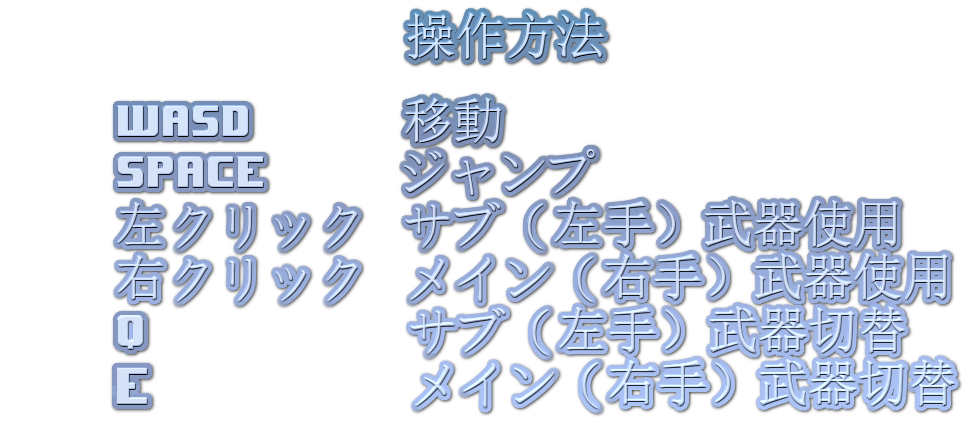 操作方法
WASD 移動
SPACE ジャンプ
左クリック サブ（左手）武器使用
右クリック メイン（右手）武器使用
Q サブ（左手）武器切替
E メイン（右手）武器切替